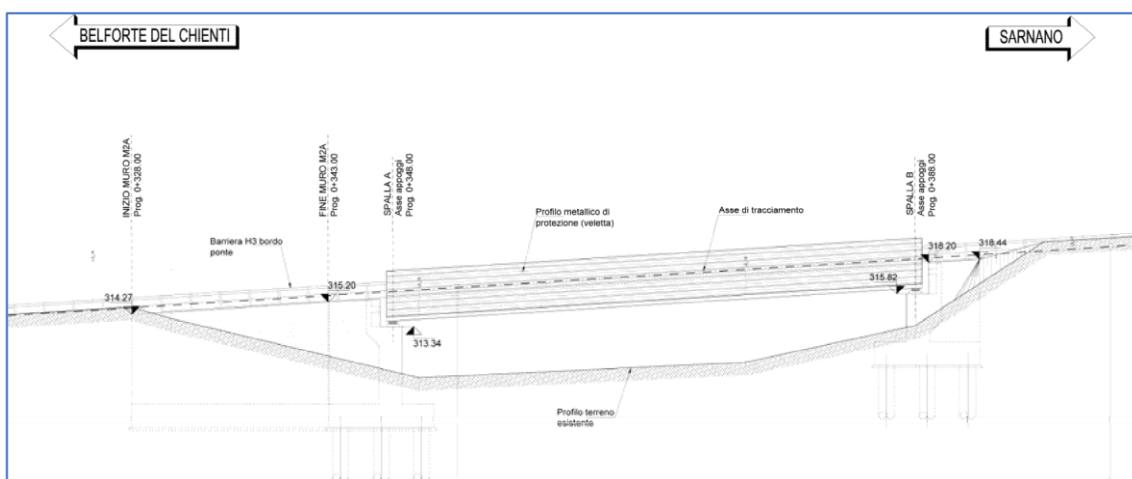 BELFORTE DEL CHIENTI
SARNANO
INIZIO MURO M2A
Prog. 0+328.00
FINE MURO M2A
Prog. 0+343.00
SPALLA A
Asse appoggi
Prog. 0+348.00
SPALLA B
Asse appoggi
Prog. 0+388.00
Profilo metallico di
protezione (veletta)
Asse di tracciamento
Barriera H3 bordo
ponte
318.20
318.44
315.82
315.20
314.27
313.34
Profilo terreno
esistente